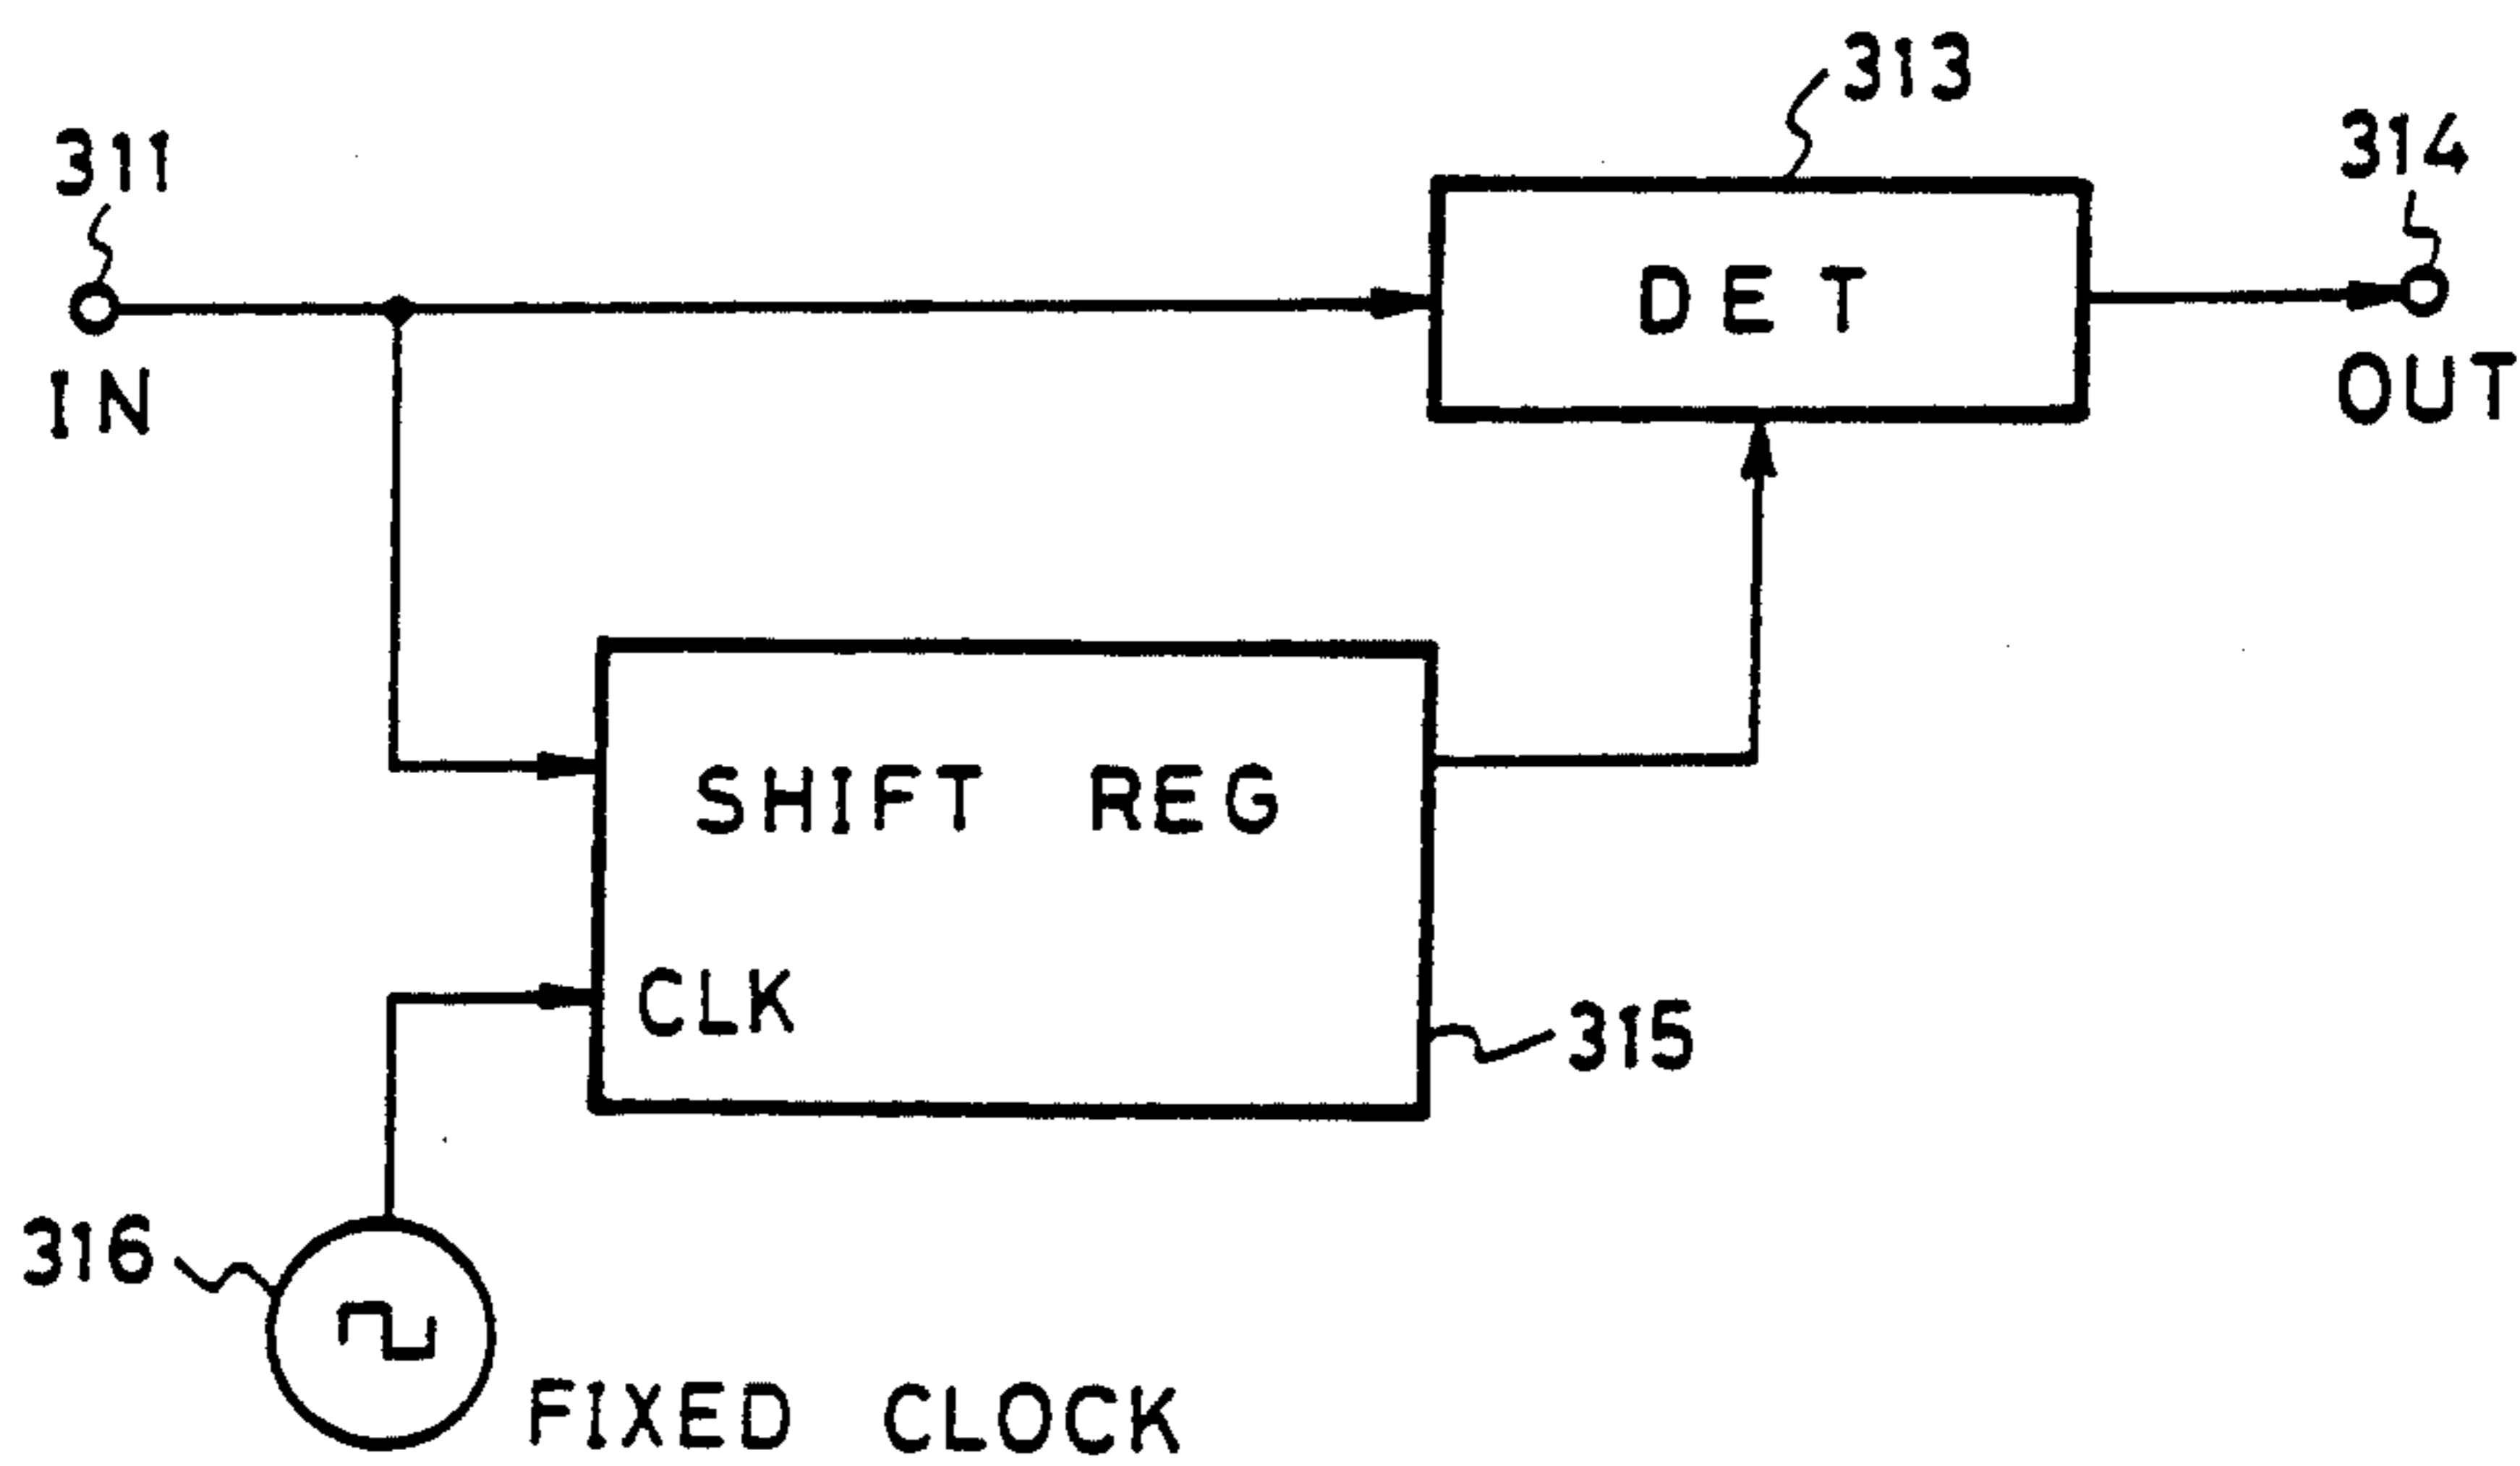 313
311
314
DET
IN
OUT
SHIFT REG
CLK
315
316
FIXED CLOCK